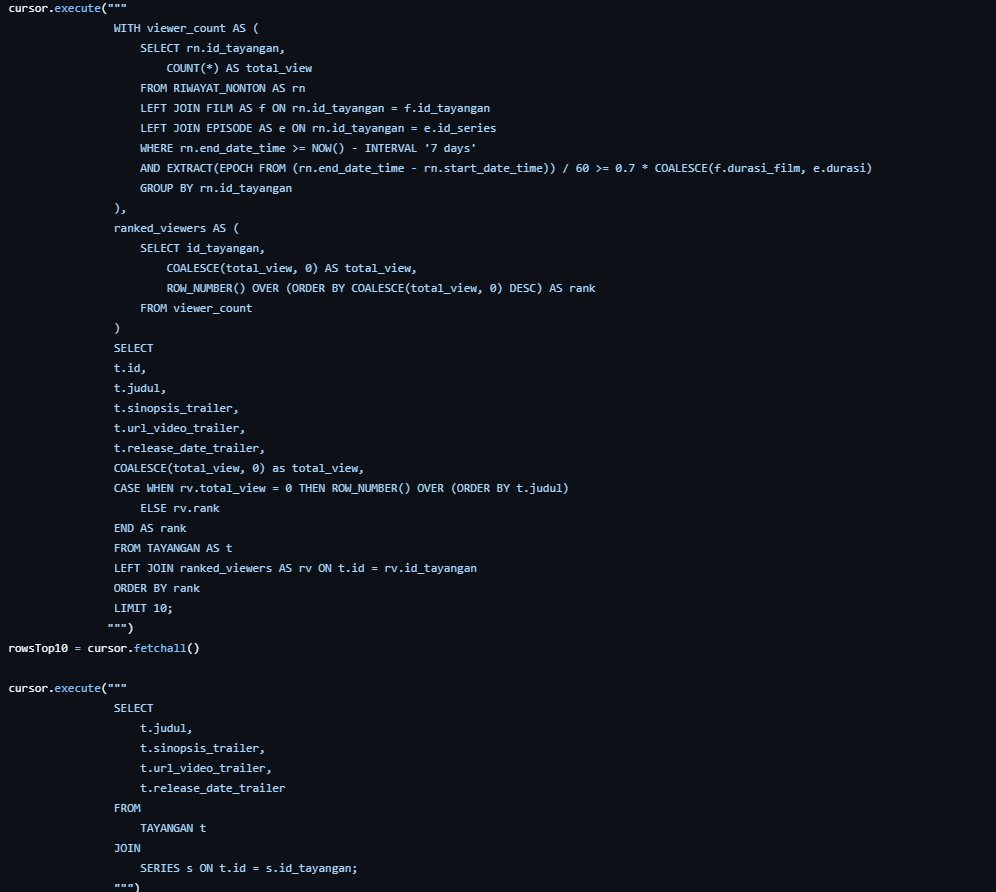 cursor.execute("""
WITH viewer_count AS (
SELECT rn.id_tayangan,
COUNT(*) AS total_view
FROM RIWAYAT_NONTON AS rn
LEFT JOIN FILM AS f ON rn.id_tayangan = f.id_tayangan
LEFT JOIN EPISODE AS e ON rn.id_tayangan = e.id_series
WHERE rn.end_date_time >= NOW() - INTERVAL '7 days'
AND EXTRACT(EPOCH FROM (rn.end_date_time - rn.start_date_time)) / 60 >= 0.7 * COALESCE(f.durasi_film, e.durasi)
GROUP BY rn.id_tayangan
),
ranked_viewers AS (
SELECT id_tayangan,
COALESCE(total_view, 0) AS total_view,
ROW_NUMBER() OVER (ORDER BY COALESCE(total_view, 0) DESC) AS rank
FROM viewer_count
)
SELECT
t.id,
t.judul,
t.sinopsis_trailer,
t.url_video_trailer,
t.release_date_trailer,
COALESCE(total_view, 0) as total_view,
CASE WHEN rv.total_view = 0 THEN ROW_NUMBER() OVER (ORDER BY t.judul)
ELSE rv.rank
END AS rank
FROM TAYANGAN AS t
LEFT JOIN ranked_viewers AS rv ON t.id = rv.id_tayangan
ORDER BY rank
LIMIT 10;
""")
rowsTop10 = cursor.fetchall()
cursor.execute("""
SELECT
t.judul,
t.sinopsis_trailer,
t.url_video_trailer,
t.release_date_trailer
FROM
TAYANGAN t
JOIN
SERIES s ON t.id = s.id_tayangan;
""")